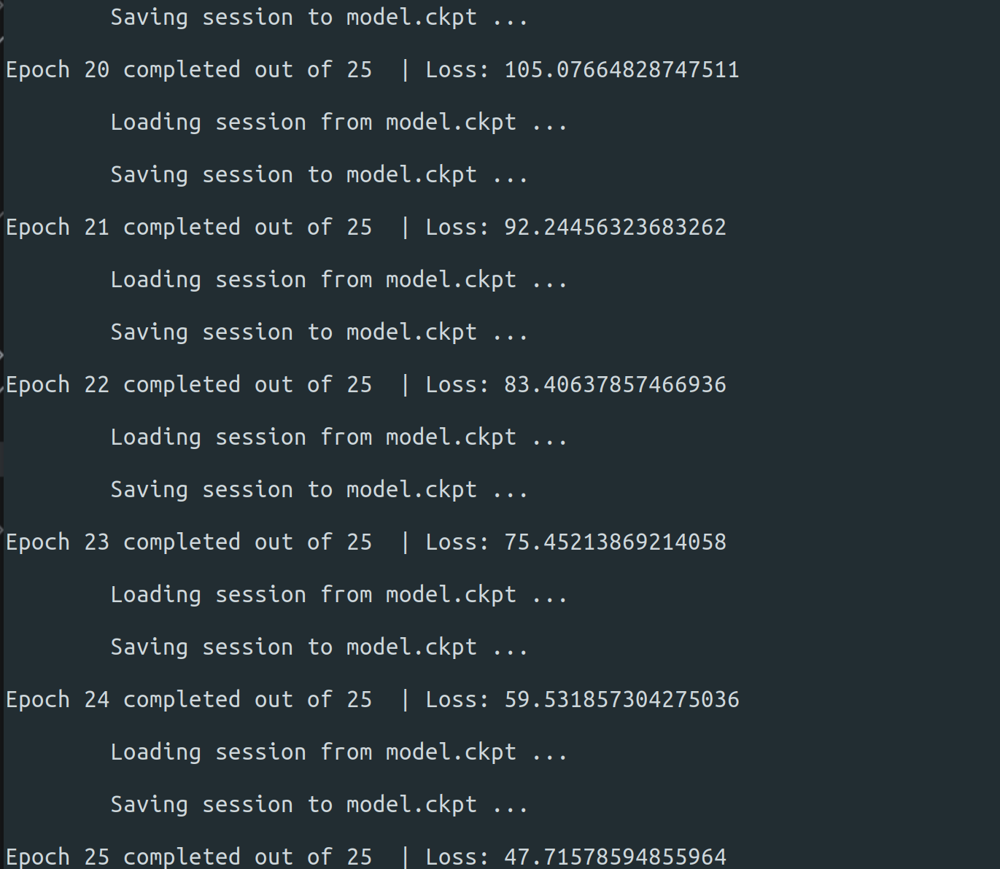 Saving session to model.ckpt ...
Epoch 20 completed out of 25  | Loss: 105.07664828747511
Loading session from model.ckpt ...
Saving session to model.ckpt ...
Epoch 21 completed out of 25  | Loss: 92.24456323683262
Loading session from model.ckpt ...
Saving session to model.ckpt ...
Epoch 22 completed out of 25  | Loss: 83.40637857466936
Loading session from model.ckpt ...
Saving session to model.ckpt ...
Epoch 23 completed out of 25  | Loss: 75.45213869214058
Loading session from model.ckpt ...
Saving session to model.ckpt ...
Epoch 24 completed out of 25  | Loss: 59.531857304275036
Loading session from model.ckpt ...
Saving session to model.ckpt ...
Epoch 25 completed out of 25  | Loss: 47.71578594855964